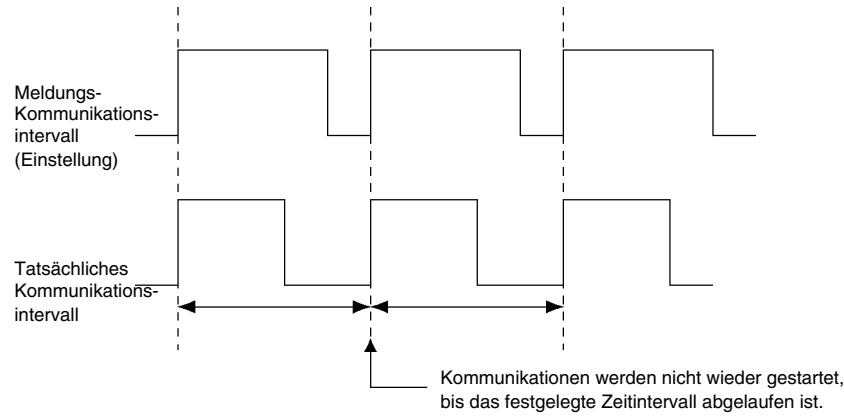 Meldungs-
Kommunikations-
intervall
(Einstellung)
Tatsächliches
Kommunikations-
intervall
Kommunikationen werden nicht wieder gestartet,
bis das festgelegte Zeitintervall abgelaufen ist.